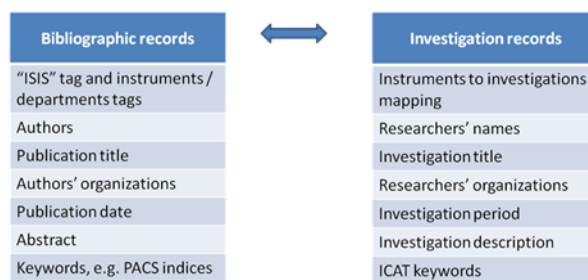 Bibliographic records
"ISIS" tag and instruments /
departments tags
Authors
Publication title
Authors' organizations
Publication date
Abstract
Keywords, e.g. PACS indices
Investigation records
Instruments to investigations
mapping
Researchers' names
Investigation title
Researchers' organizations
Investigation period
Investigation description
ICAT keywords